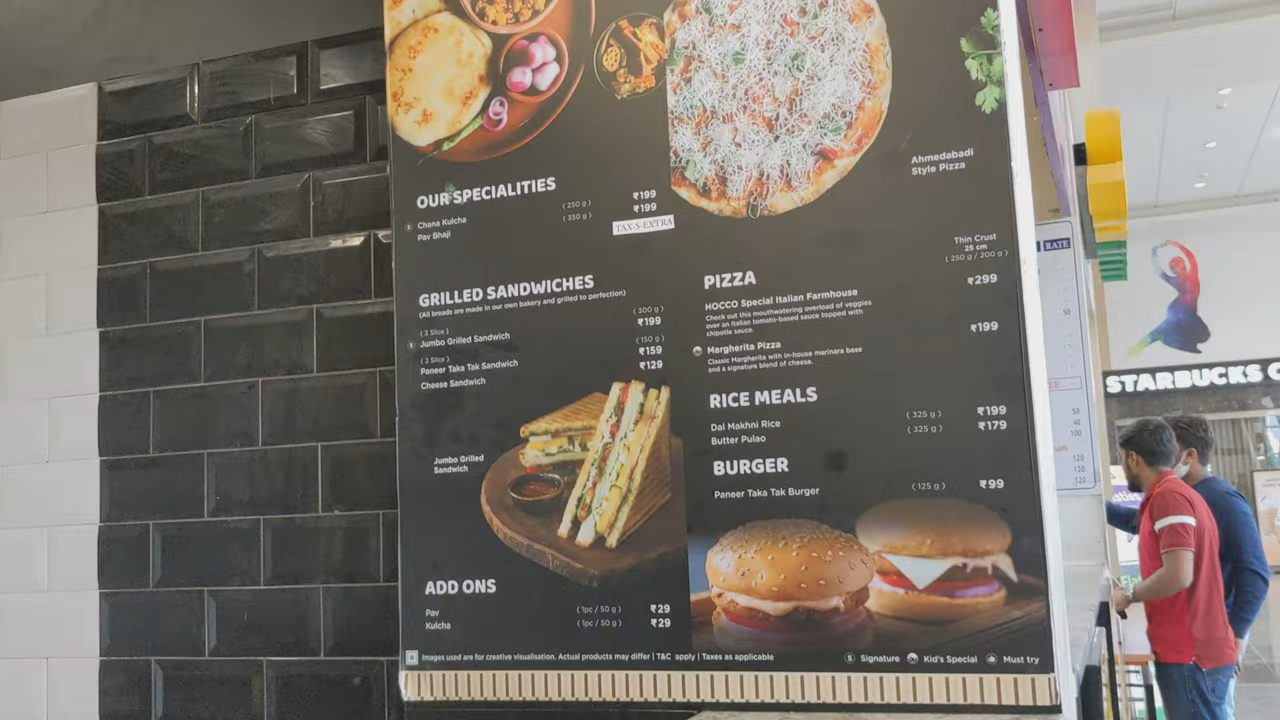 Ahmedabadi
Style Pizza
OUR SPECIALITIES
Chana Kulcha (250 g) ₹199
Pav Bhaji (350 g) ₹199
TAX-S-EXTRA
GRILLED SANDWICHES
(All breads are made in our own bakery and grilled to perfection)
(3 Slice) (300 g)
Jumbo Grilled Sandwich ₹199
(2 Slice) (150 g)
Paneer Taka Tak Sandwich ₹159
Cheese Sandwich ₹129
Jumbo Grilled
Sandwich
ADD ONS
Pav (1pc / 50 g) ₹29
Kulcha (1pc / 50 g) ₹29
Thin Crust
25 cm
(250 g / 200 g)
PIZZA
HOCCO Special Italian Farmhouse ₹299
Check out this mouthwatering overload of veggies
over an Italian tomato-based sauce topped with
chipotle sauce.
Margherita Pizza ₹199
Classic Margherita with in-house marinara base
and a signature blend of cheese.
RICE MEALS
Dal Makhni Rice (325 g) ₹199
Butter Pulao (325 g) ₹179
BURGER
Paneer Taka Tak Burger (125 g) ₹99
Images used are for creative visualisation. Actual products may differ | T&C apply | Taxes as applicable
S Signature Kid's Special Must try
RATE
50
50
40
100
120
120
120
STARBUCKS C